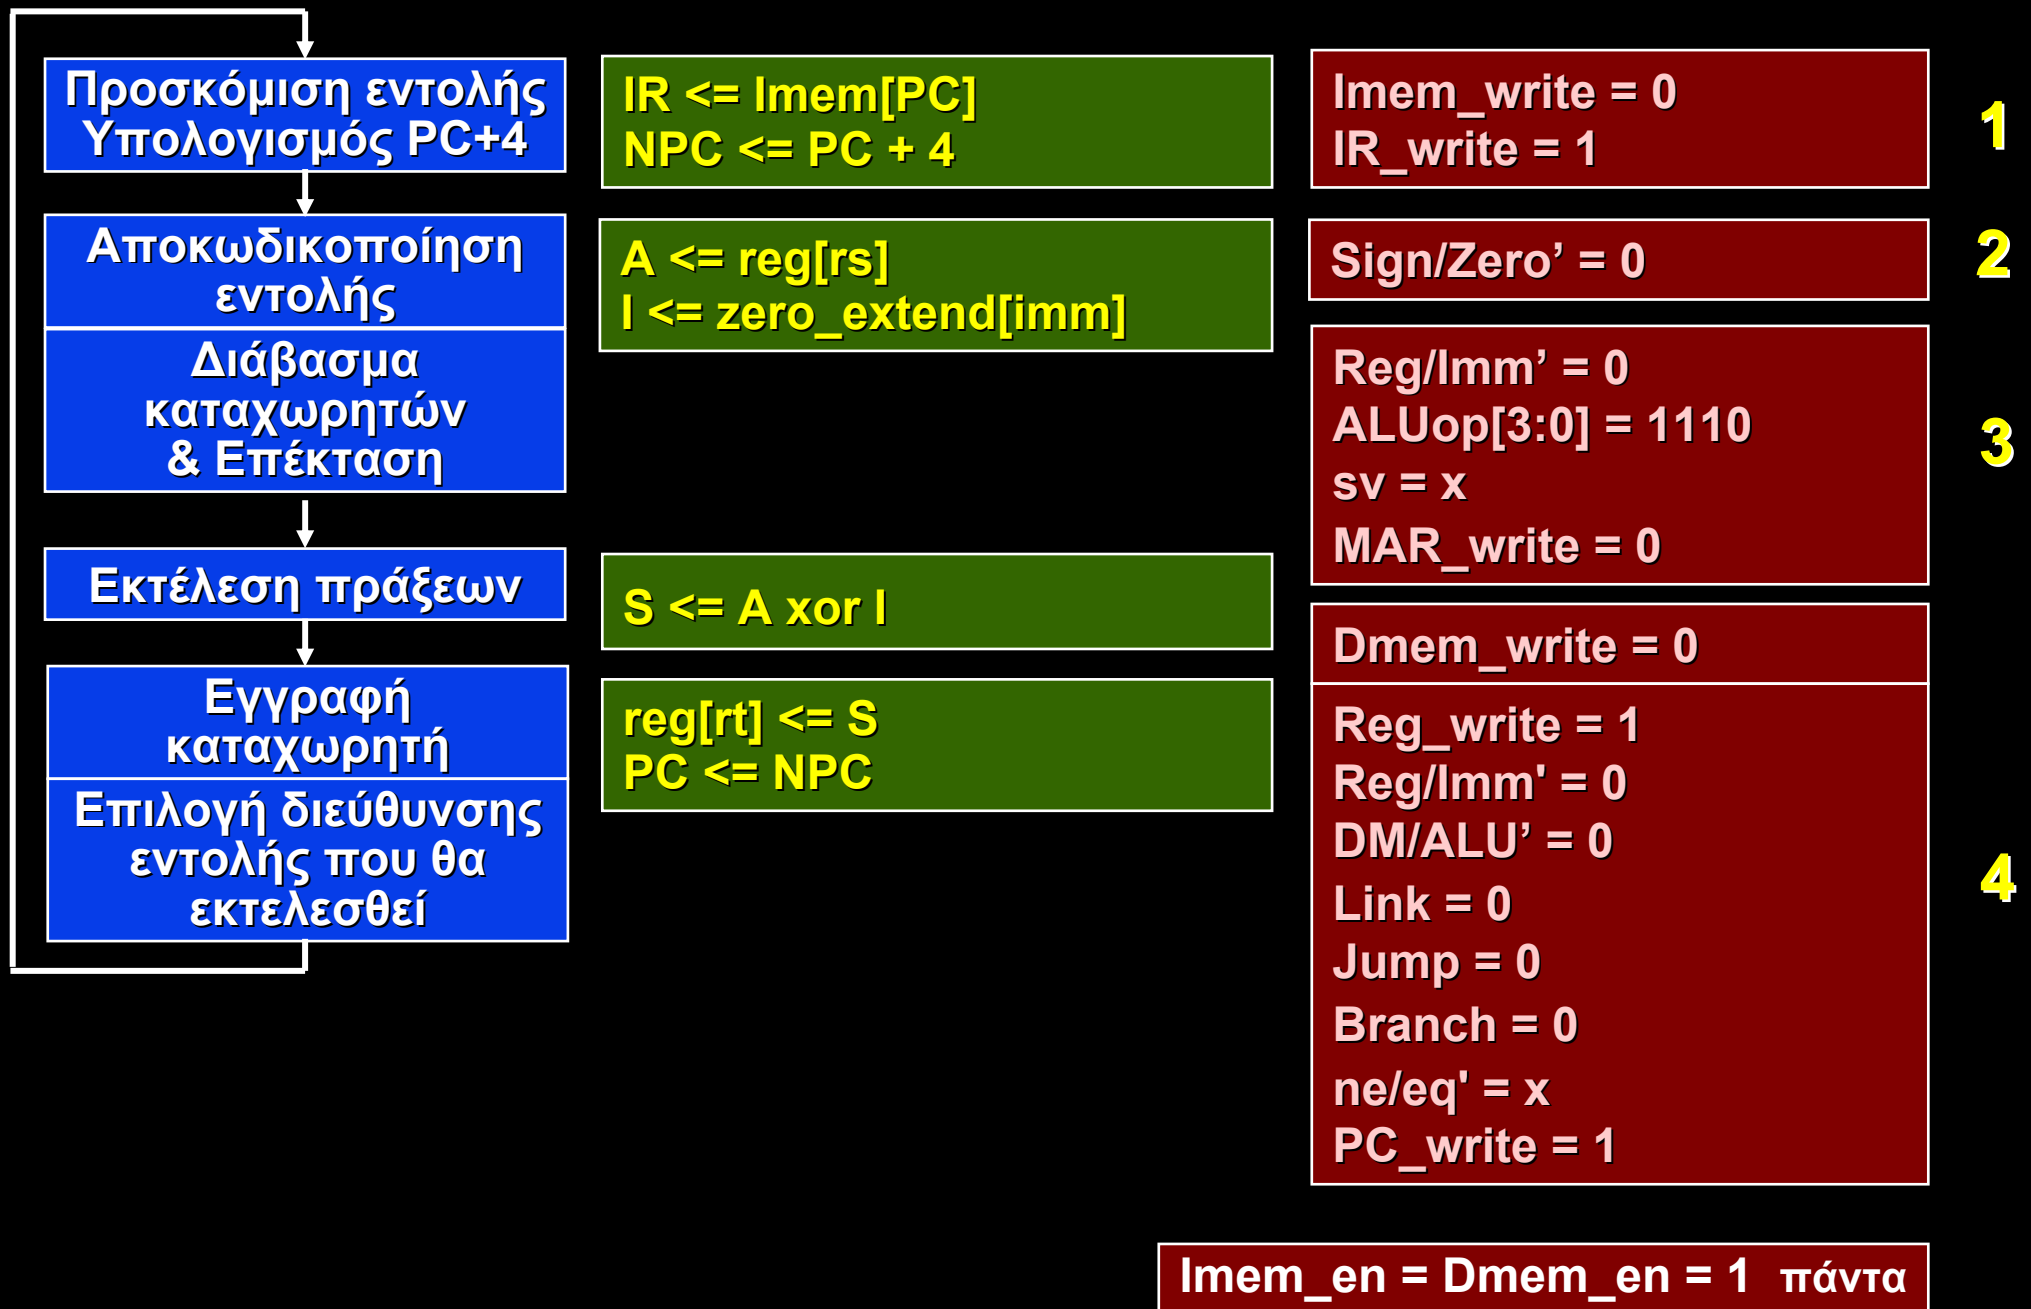 Προσκόμιση εντολής
Υπολογισμός PC+4
IR <= Imem[PC]
NPC <= PC + 4
Imem_write = 0
IR_write = 1
1
Αποκωδικοποίηση
εντολής
Διάβασμα
καταχωρητών
& Επέκταση
A <= reg[rs]
I <= zero_extend[imm]
Sign/Zero’ = 0
2
Reg/Imm’ = 0
ALUop[3:0] = 1110
sv = x
MAR_write = 0
3
Εκτέλεση πράξεων
S <= A xor I
Dmem_write = 0
Εγγραφή
καταχωρητή
Επιλογή διεύθυνσης
εντολής που θα
εκτελεσθεί
reg[rt] <= S
PC <= NPC
Reg_write = 1
Reg/Imm' = 0
DM/ALU’ = 0
Link = 0
Jump = 0
Branch = 0
ne/eq' = x
PC_write = 1
4
Imem_en = Dmem_en = 1 πάντα